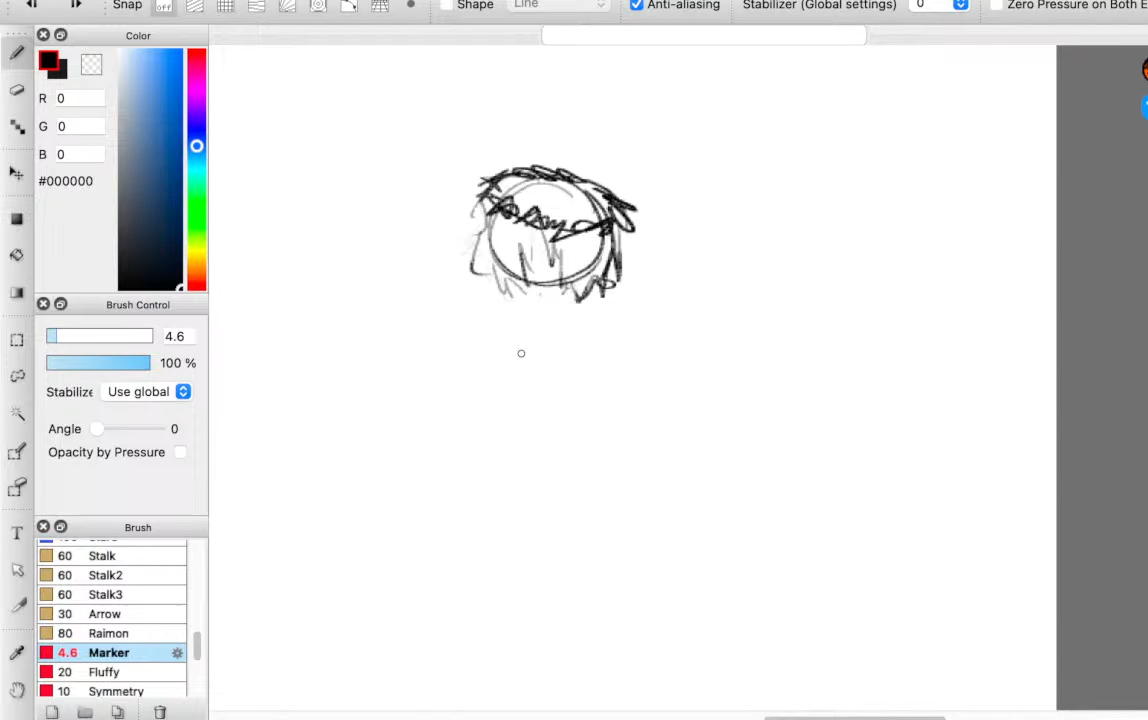 Snap off Shape Line Anti-aliasing Stabilizer (Global settings) 0 Zero Pressure on Both E
Color
R 0
G 0
B 0
#000000
Brush Control
4.6
100 %
Stabilize Use global
Angle 0
Opacity by Pressure
Brush
60 Stalk
60 Stalk2
60 Stalk3
30 Arrow
80 Raimon
4.6 Marker
20 Fluffy
10 Symmetry